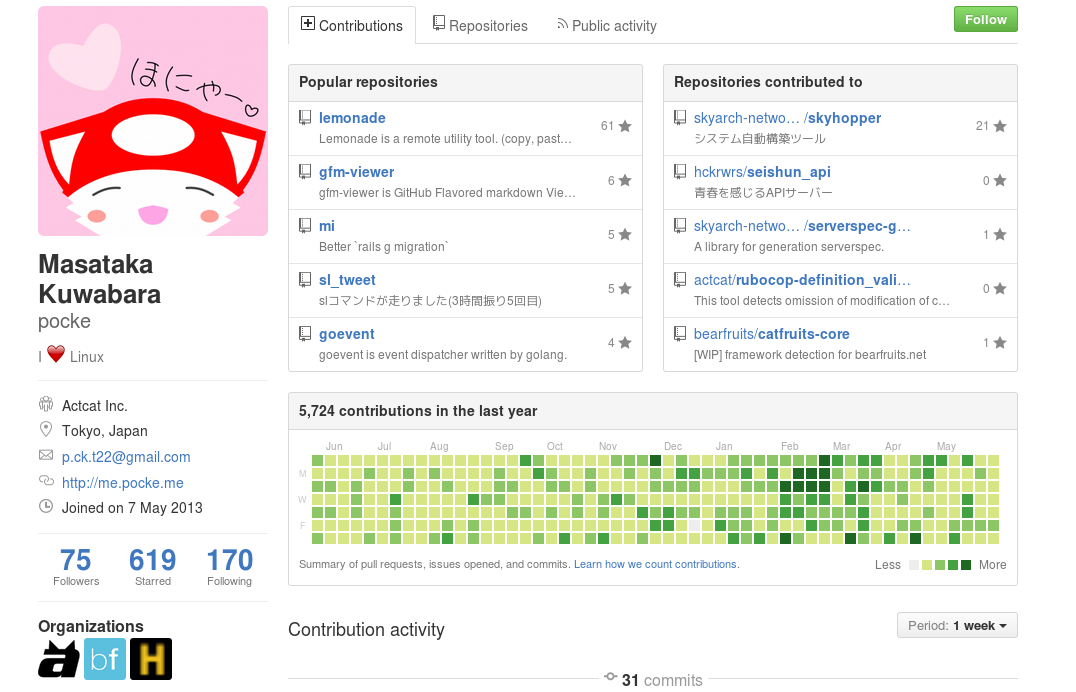 ほにゃー
Masataka
Kuwabara
pocke
I ❤ Linux
Actcat Inc.
Tokyo, Japan
p.ck.t22@gmail.com
http://me.pocke.me
Joined on 7 May 2013
75 619 170
Followers Starred Following
Organizations
a bf H
Contributions Repositories Public activity Follow
Popular repositories
lemonade
Lemonade is a remote utility tool. (copy, past…
61
gfm-viewer
gfm-viewer is GitHub Flavored markdown Vie…
6
mi
Better `rails g migration`
5
sl_tweet
slコマンドが走りました(3時間振り5回目)
5
goevent
goevent is event dispatcher written by golang.
4
Repositories contributed to
skyarch-netwo… /skyhopper
システム自動構築ツール
21
hckrwrs/seishun_api
青春を感じるAPIサーバー
0
skyarch-netwo… /serverspec-g…
A library for generation serverspec.
1
actcat/rubocop-definition_vali…
This tool detects omission of modification of c…
0
bearfruits/catfruits-core
[WIP] framework detection for bearfruits.net
1
5,724 contributions in the last year
Jun Jul Aug Sep Oct Nov Dec Jan Feb Mar Apr May
M
W
F
Summary of pull requests, issues opened, and commits. Learn how we count contributions. Less More
Contribution activity Period: 1 week
31 commits